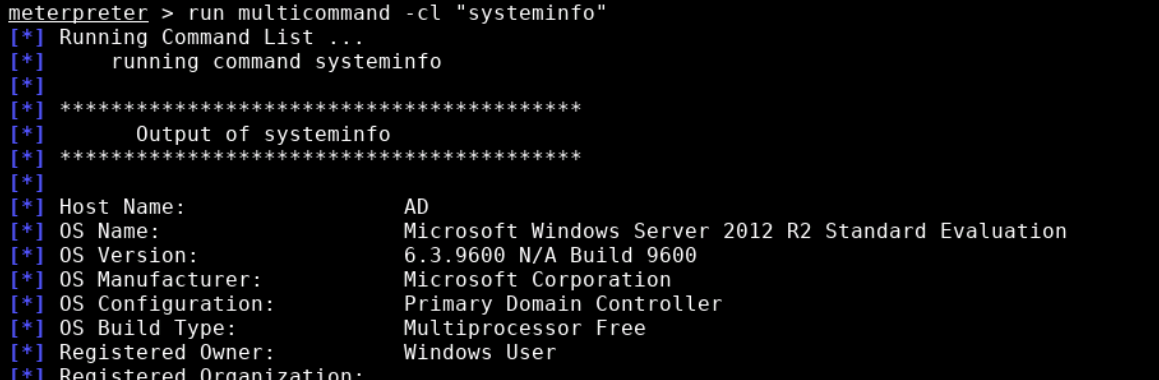 meterpreter > run multicommand -cl "systeminfo"
[*] Running Command List ...
[*]     running command systeminfo
[*]
[*] *****************************************
[*]       Output of systeminfo
[*] *****************************************
[*]
[*] Host Name:                 AD
[*] OS Name:                   Microsoft Windows Server 2012 R2 Standard Evaluation
[*] OS Version:                6.3.9600 N/A Build 9600
[*] OS Manufacturer:           Microsoft Corporation
[*] OS Configuration:          Primary Domain Controller
[*] OS Build Type:             Multiprocessor Free
[*] Registered Owner:          Windows User
[*] Registered Organization: